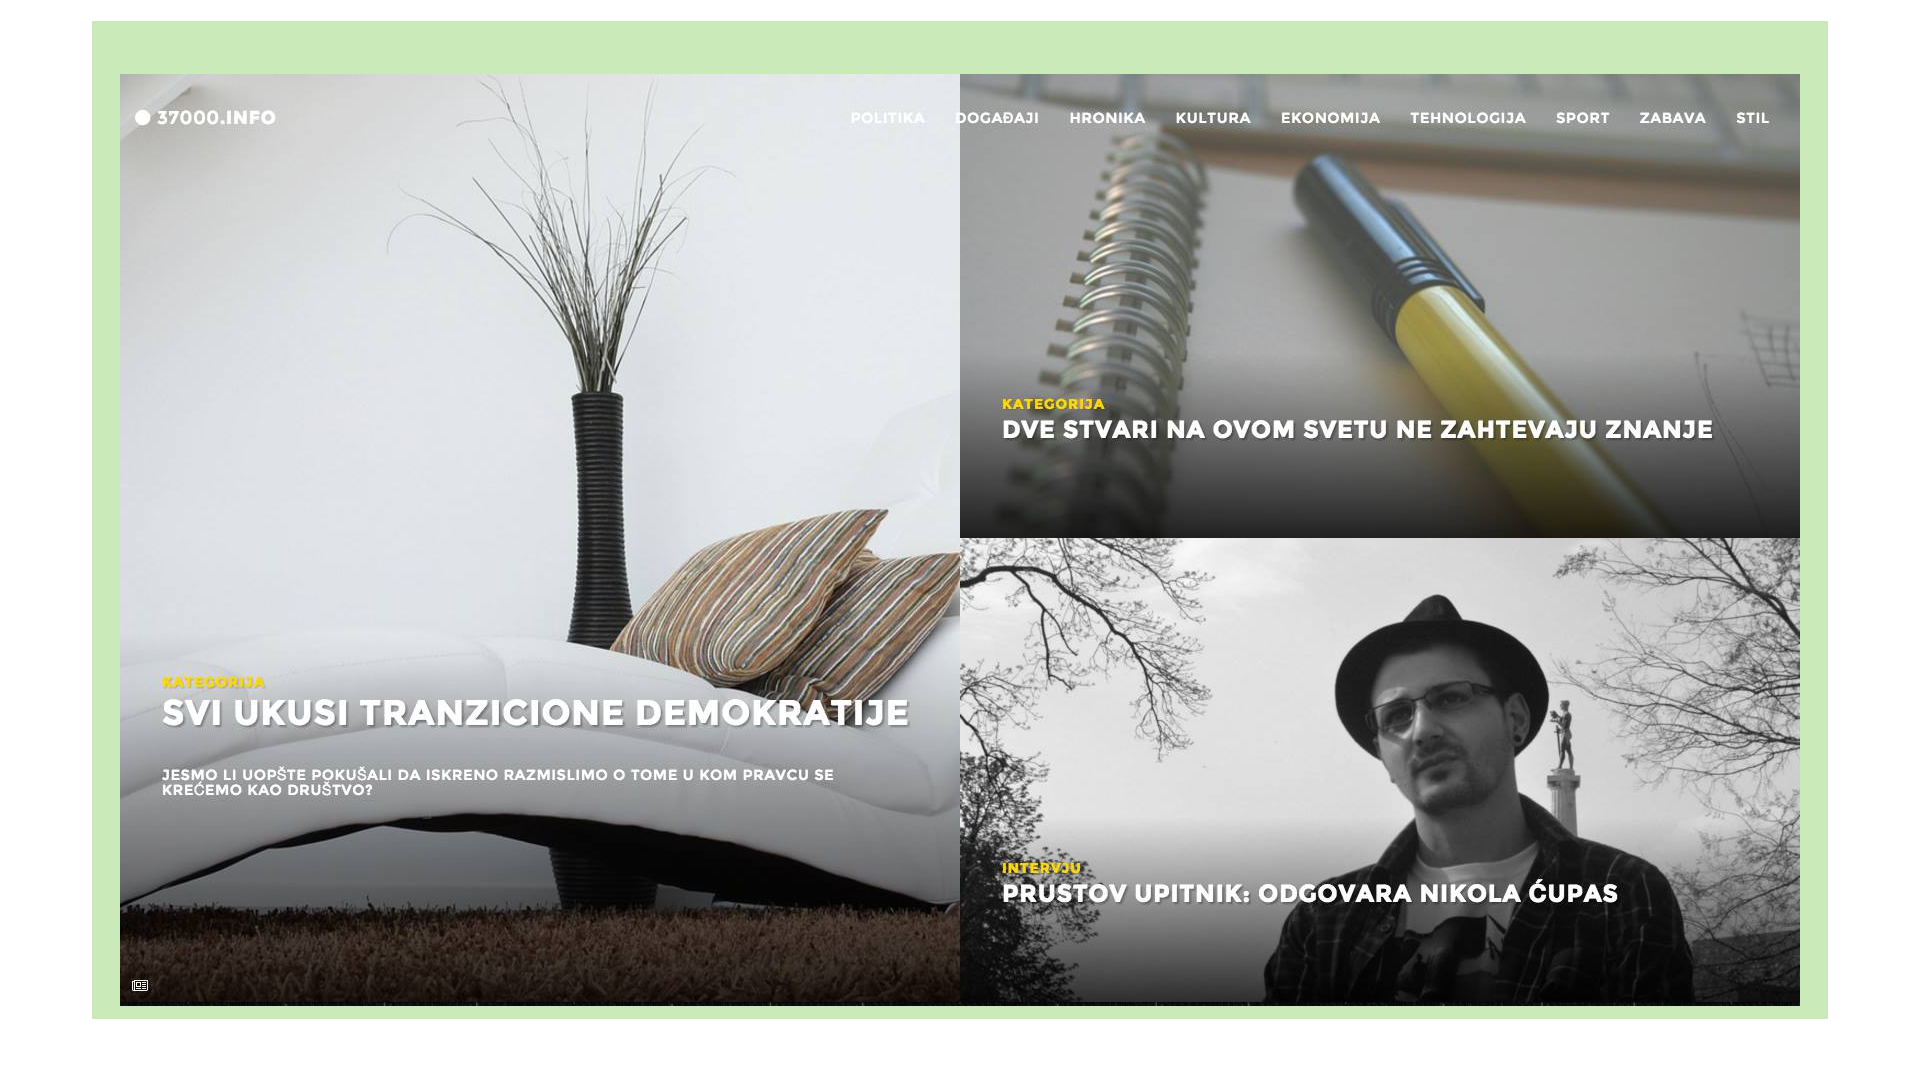 37000.INFO
POLITIKA DOGAĐAJI HRONIKA KULTURA EKONOMIJA TEHNOLOGIJA SPORT ZABAVA STIL
KATEGORIJA
SVI UKUSI TRANZICIONE DEMOKRATIJE
JESMO LI UOPŠTE POKUŠALI DA ISKRENO RAZMISLIMO O TOME U KOM PRAVCU SE
KREĆEMO KAO DRUŠTVO?
KATEGORIJA
DVE STVARI NA OVOM SVETU NE ZAHTEVAJU ZNANJE
INTERVJU
PRUSTOV UPITNIK: ODGOVARA NIKOLA ĆUPAS